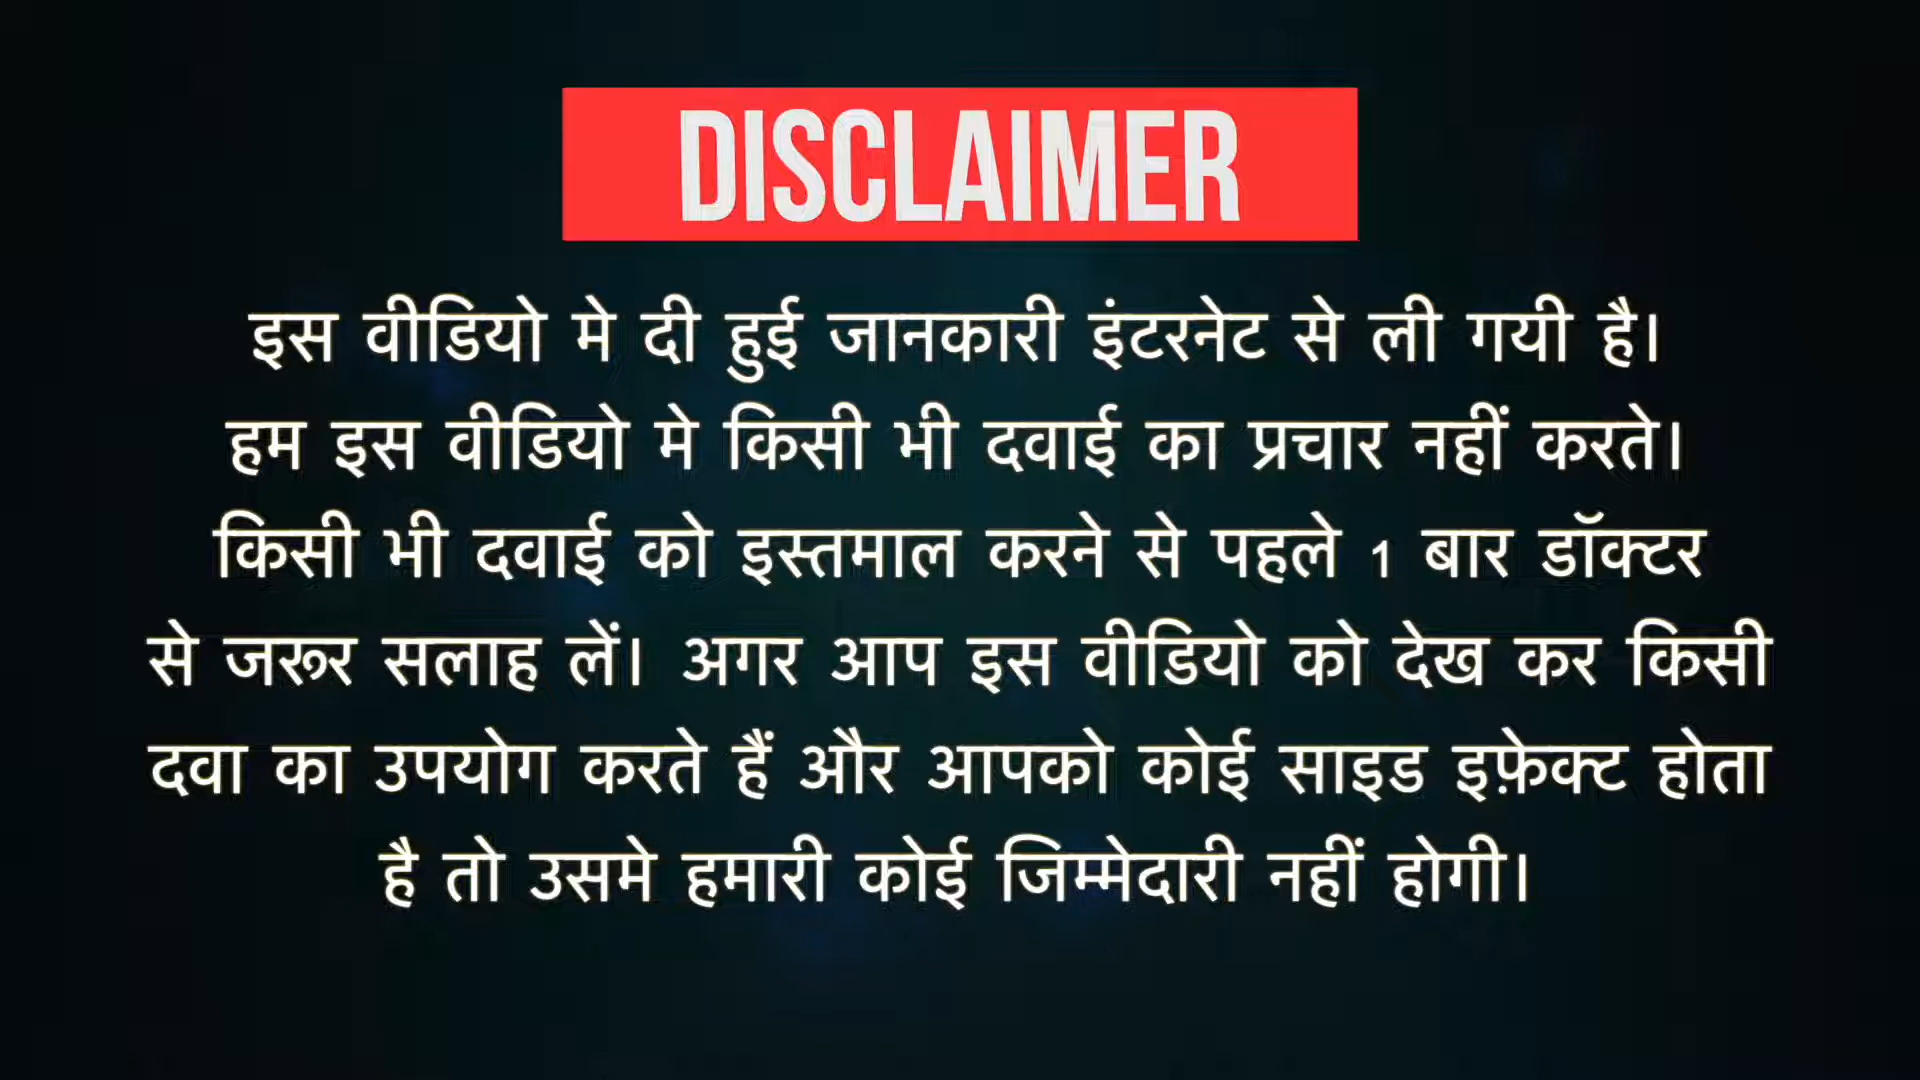 DISCLAIMER
इस वीडियो मे दी हुई जानकारी इंटरनेट से ली गयी है।
हम इस वीडियो मे किसी भी दवाई का प्रचार नहीं करते।
किसी भी दवाई को इस्तमाल करने से पहले 1 बार डॉक्टर
से जरूर सलाह लें। अगर आप इस वीडियो को देख कर किसी
दवा का उपयोग करते हैं और आपको कोई साइड इफ़ेक्ट होता
है तो उसमे हमारी कोई जिम्मेदारी नहीं होगी।